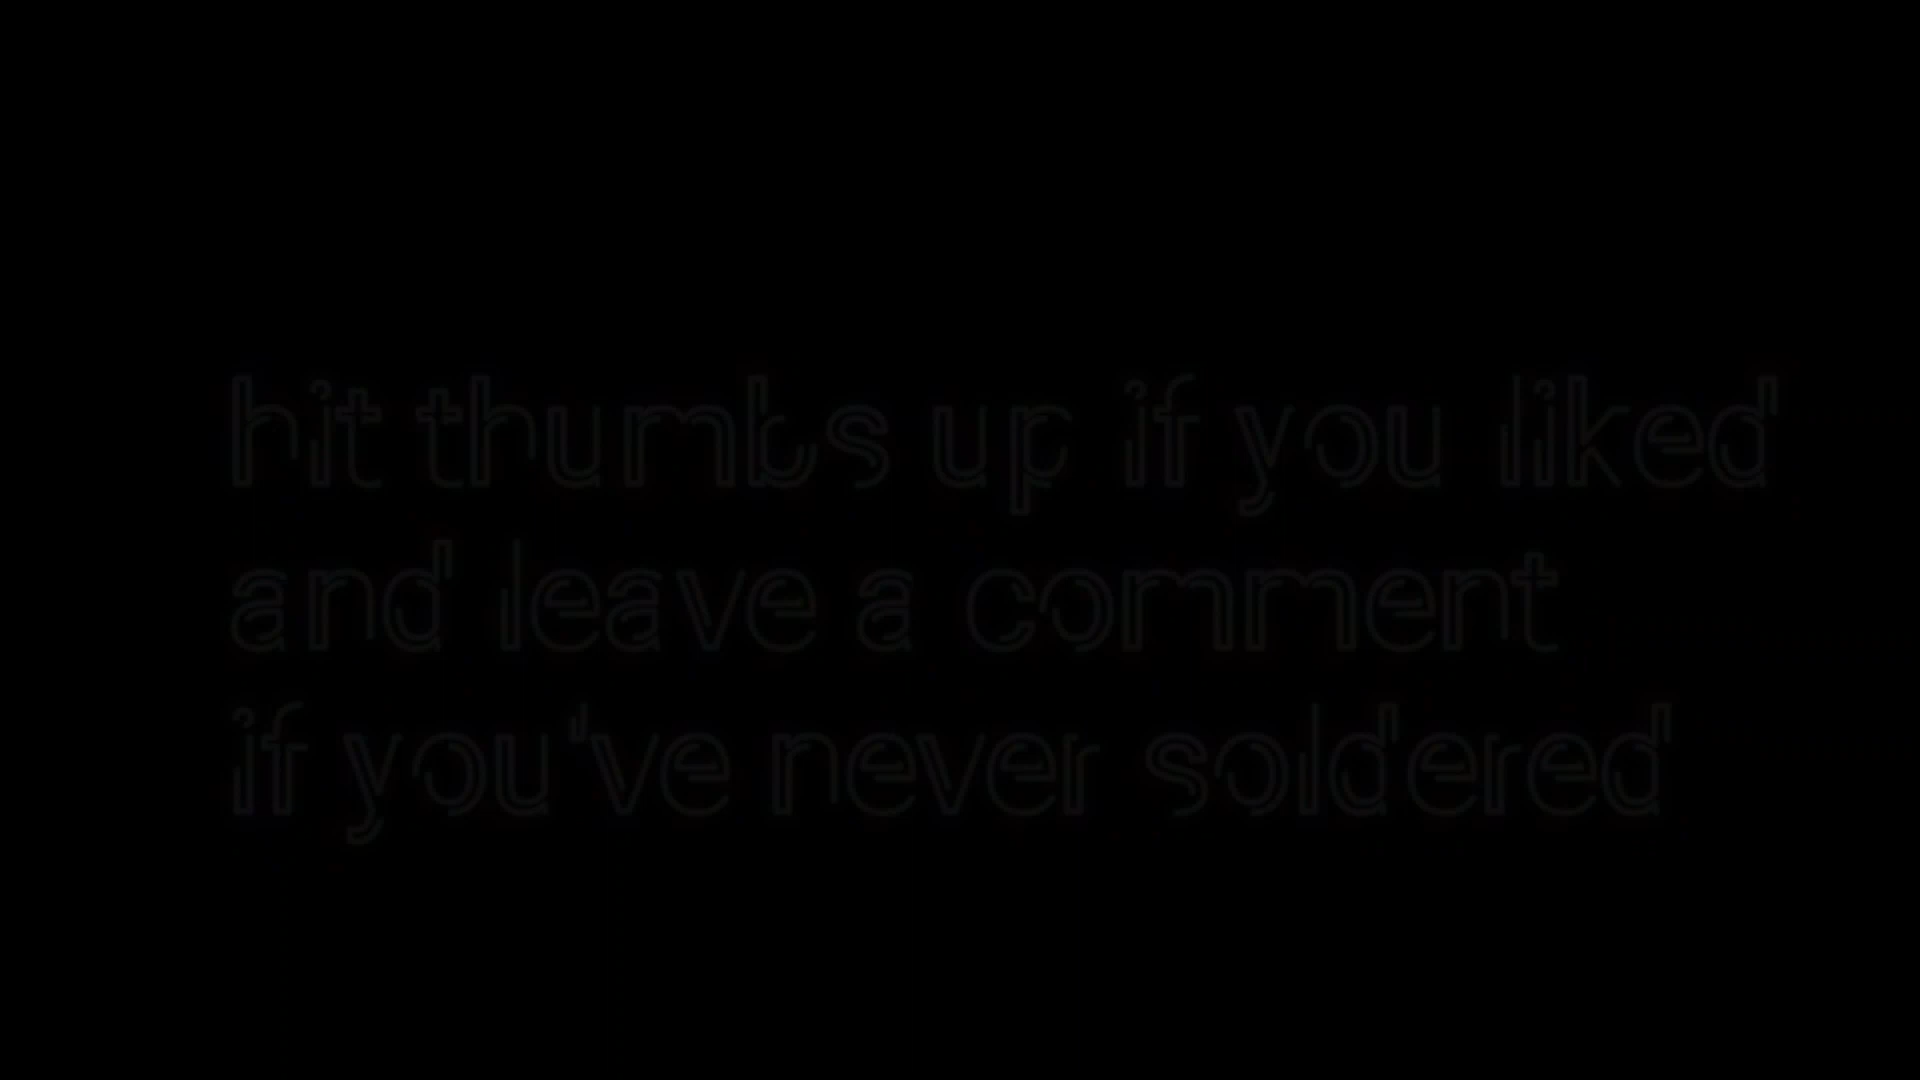 hit thumbs up if you liked
and leave a comment
if you've never soldered